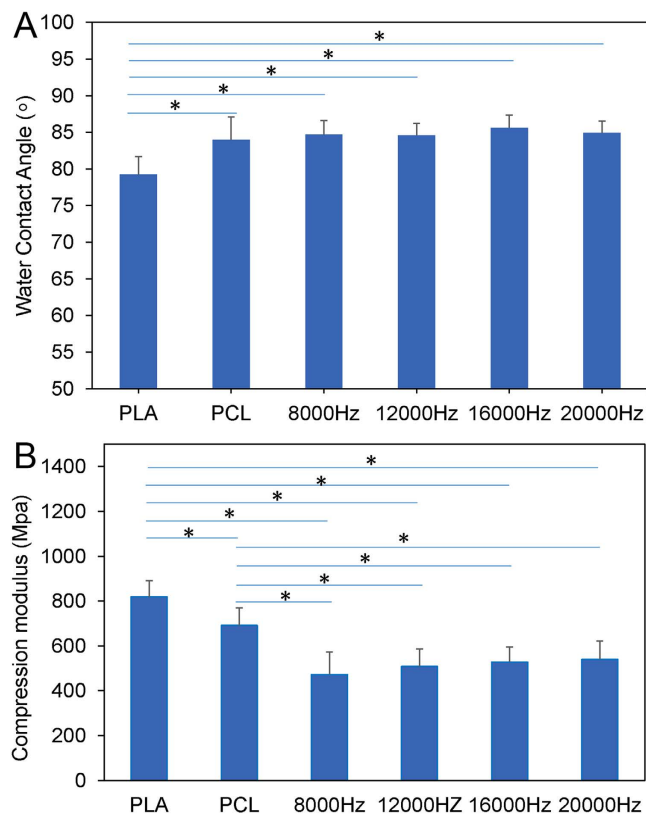 A
Water Contact Angle (○)
100
95
90
85
80
75
70
65
60
55
50
*
*
*
*
*
PLA
PCL
8000Hz
12000Hz
16000Hz
20000Hz
B
Compression modulus (Mpa)
1400
1200
1000
800
600
400
200
0
*
*
*
*
*
*
*
*
*
PLA
PCL
8000Hz
12000HZ
16000Hz
20000Hz